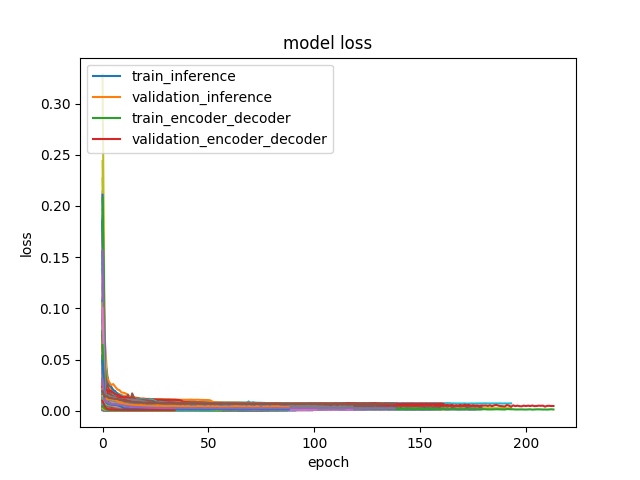 model loss
train_inference
validation_inference
train_encoder_decoder
validation_encoder_decoder
0.30
0.25
0.20
0.15
0.10
0.05
0.00
loss
0
50
100
150
200
epoch